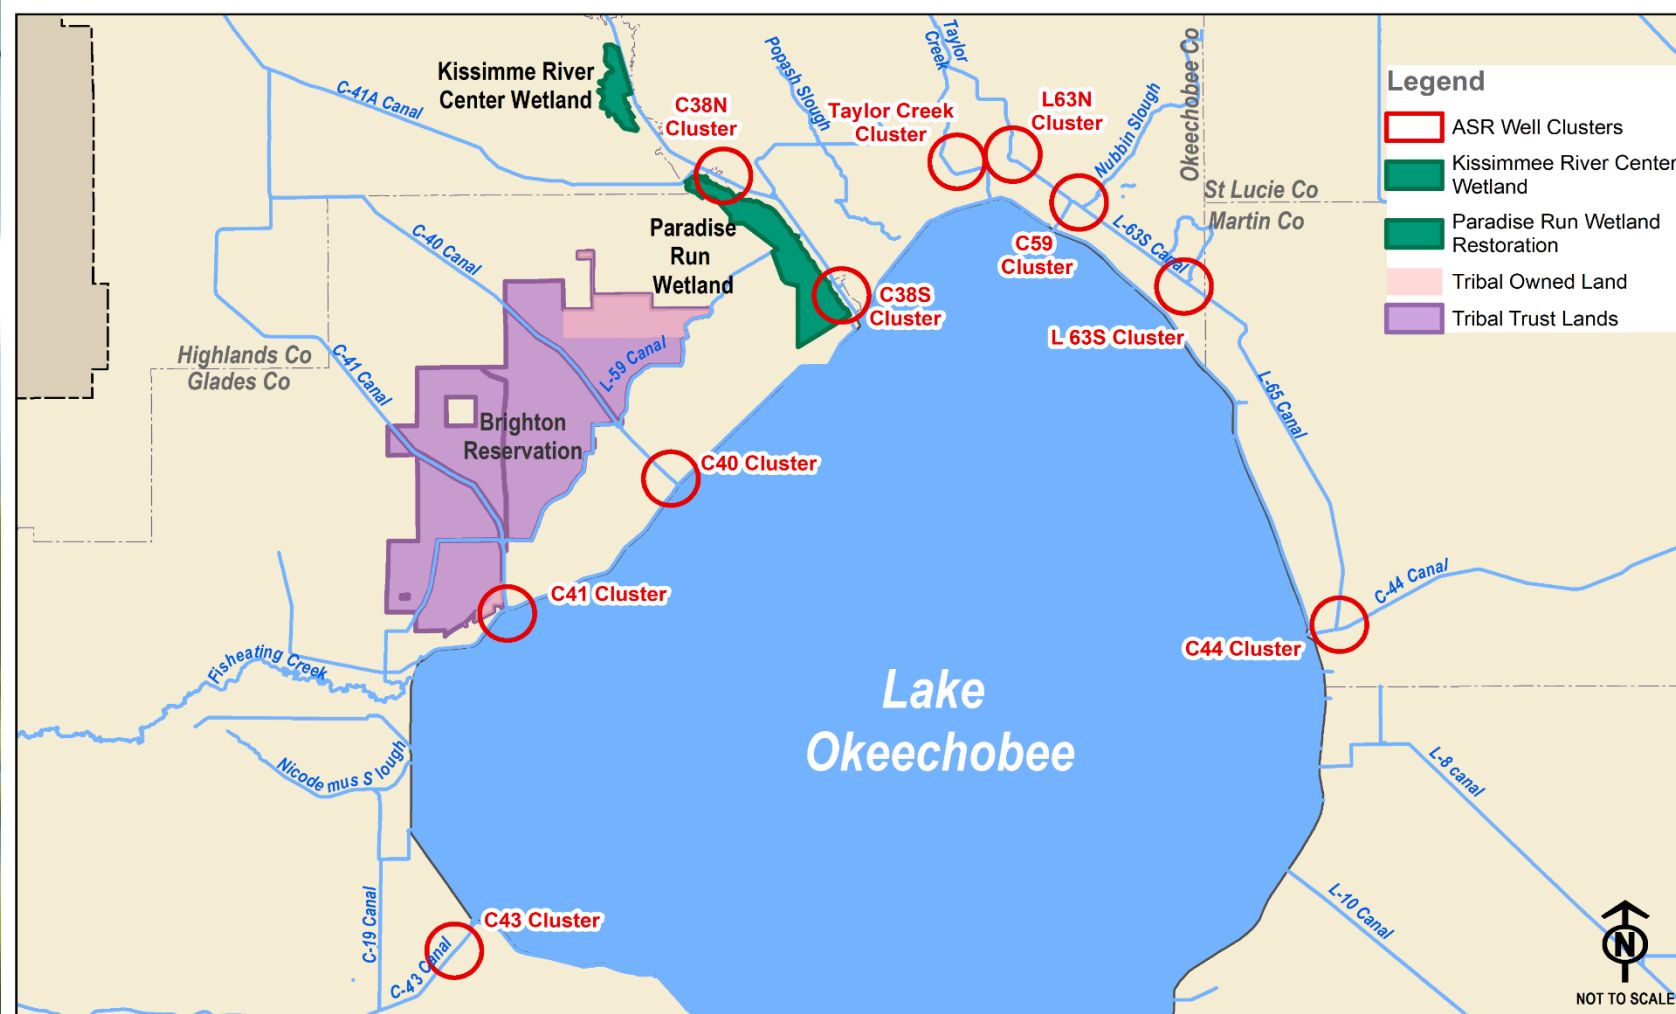 Kissimme River
Center Wetland
C-41A Canal
C38N
Cluster
Popash Slough
Taylor
Creek
Taylor Creek
Cluster
L63N
Cluster
Nubbin Slough
Okeechobee Co
St Lucie Co
Martin Co
Legend
ASR Well Clusters
Kissimmee River Center
Wetland
Paradise Run Wetland
Restoration
Tribal Owned Land
Tribal Trust Lands
C-40 Canal
Paradise
Run
Wetland
C38S
Cluster
C59
Cluster
L-63S Canal
L 63S Cluster
Highlands Co
Glades Co
C-41 Canal
L-59 Canal
L-65 Canal
Brighton
Reservation
C40 Cluster
C41 Cluster
C-44 Canal
C44 Cluster
Fisheating Creek
Lake
Okeechobee
Nicodemus Slough
L-8 canal
C-19 Canal
C43 Cluster
C-43 Canal
L-10 Canal
N
NOT TO SCALE